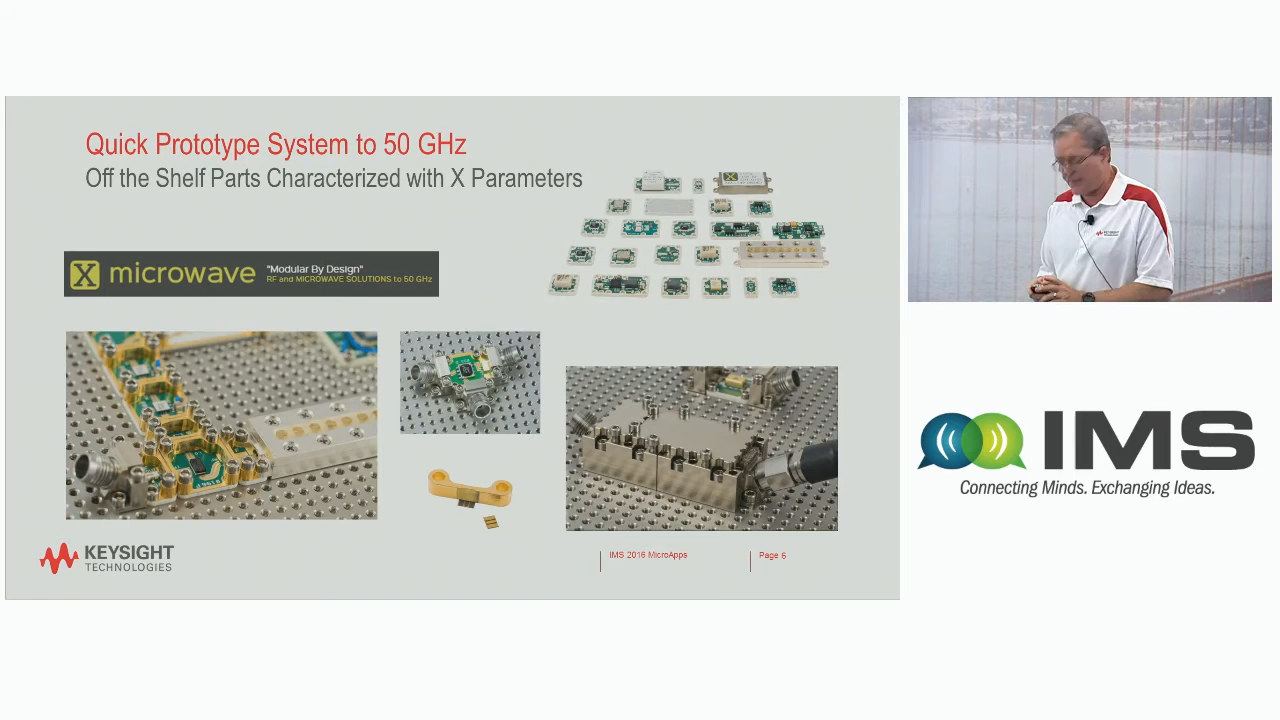 Quick Prototype System to 50 GHz
Off the Shelf Parts Characterized with X Parameters
X microwave
"Modular By Design"
RF and MICROWAVE SOLUTIONS to 50 GHz
KEYSIGHT
TECHNOLOGIES
IMS 2016 MicroApps
Page 6
KEYSIGHT
IMS
Connecting Minds. Exchanging Ideas.